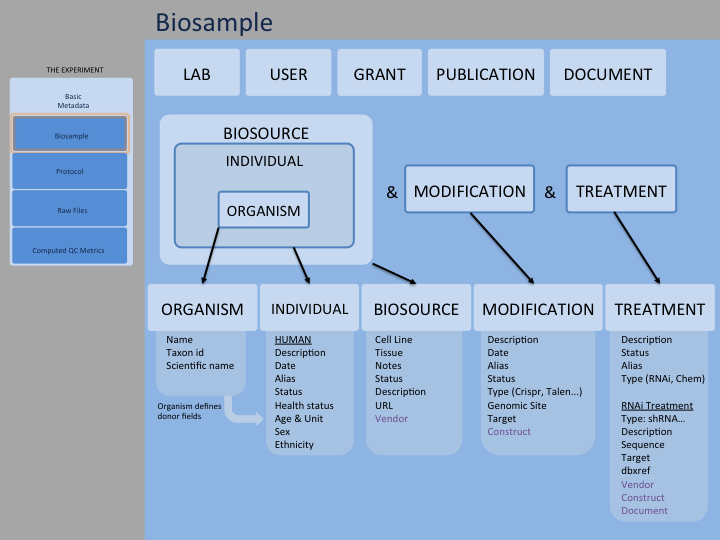 Biosample
THE EXPERIMENT
Basic
Metadata
Biosample
Protocol
Raw Files
Computed QC Metrics
LAB
USER
GRANT
PUBLICATION
DOCUMENT
BIOSOURCE
INDIVIDUAL
ORGANISM
&
MODIFICATION
&
TREATMENT
ORGANISM
Name
Taxon id
Scientific name
Organism defines
donor fields
INDIVIDUAL
HUMAN
Description
Date
Alias
Status
Health status
Age & Unit
Sex
Ethnicity
BIOSOURCE
Cell Line
Tissue
Notes
Status
Description
URL
Vendor
MODIFICATION
Description
Date
Alias
Status
Type (Crispr, Talen...)
Genomic Site
Target
Construct
TREATMENT
Description
Status
Alias
Type (RNAi, Chem)
RNAi Treatment
Type: shRNA...
Description
Sequence
Target
dbxref
Vendor
Construct
Document